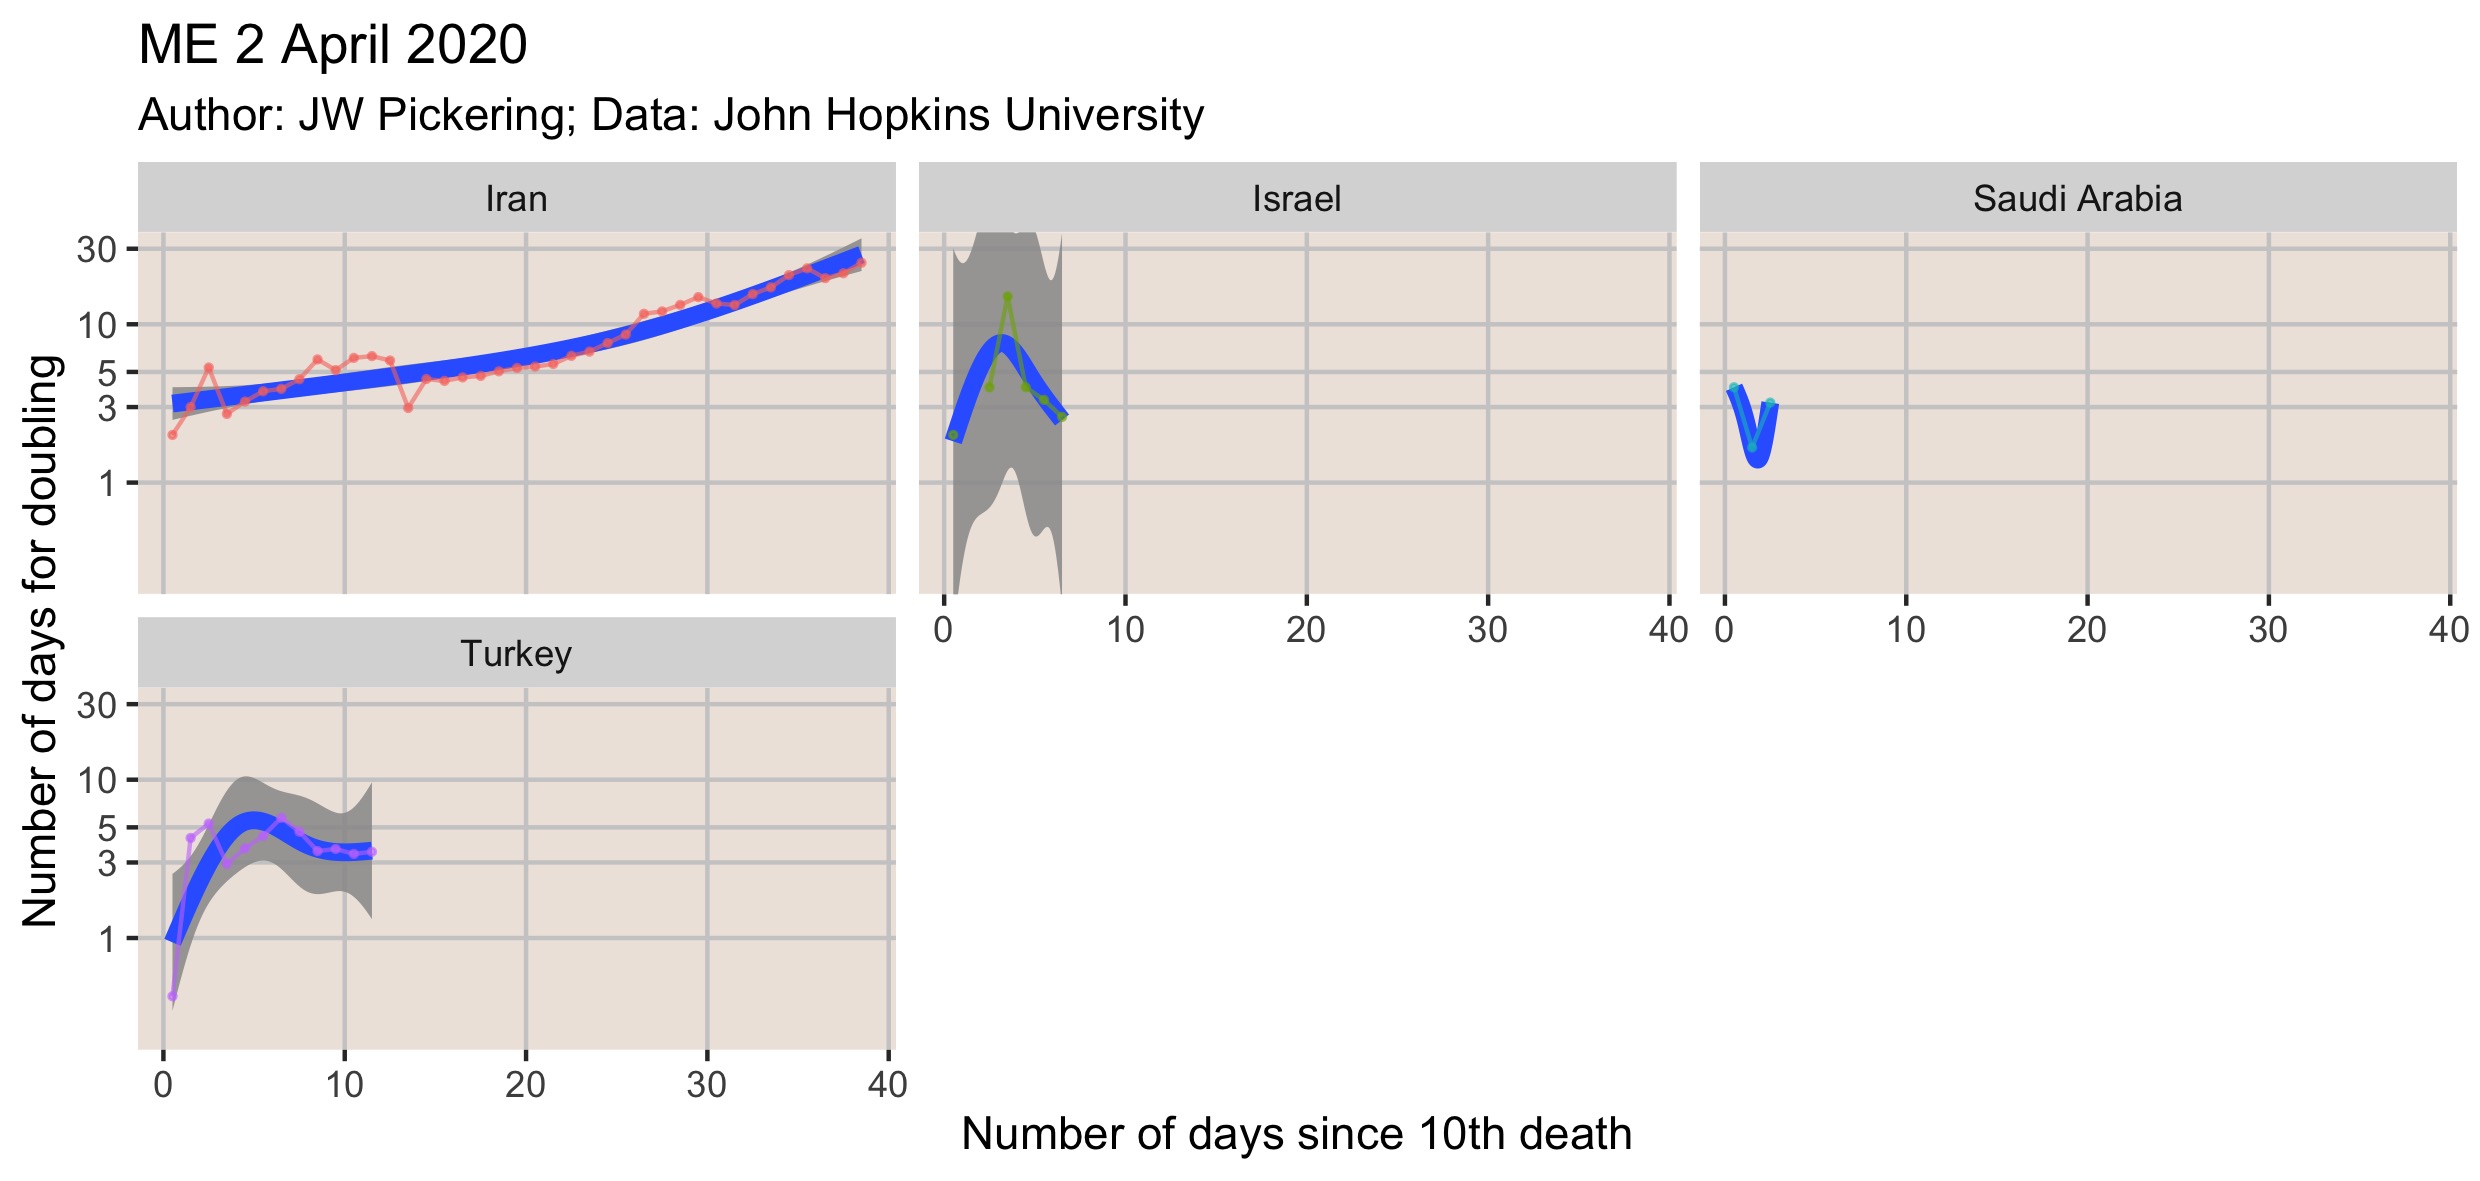 ME 2 April 2020
Author: JW Pickering; Data: John Hopkins University
Iran
Israel
Saudi Arabia
30
10
5
3
1
0 10 20 30 40
0 10 20 30 40
Turkey
30
10
5
3
1
0 10 20 30 40
Number of days for doubling
Number of days since 10th death